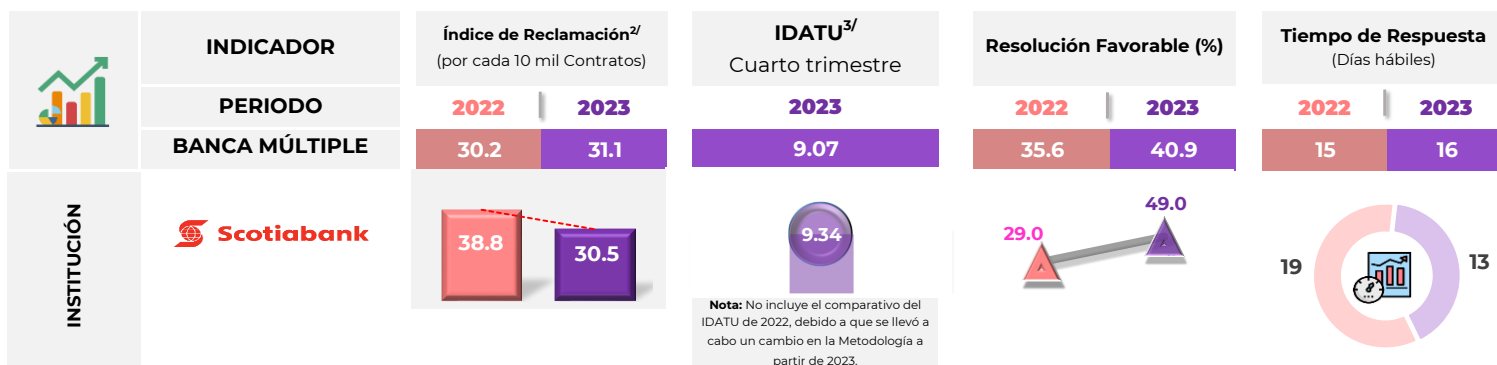 INDICADOR
Índice de Reclamación2/
(por cada 10 mil Contratos)
IDATU3/
Cuarto trimestre
Resolución Favorable (%)
Tiempo de Respuesta
(Días hábiles)
PERIODO
2022 2023
2023
2022 2023
2022 2023
BANCA MÚLTIPLE
30.2 31.1
9.07
35.6 40.9
15 16
INSTITUCIÓN
Scotiabank
38.8
30.5
9.34
Nota: No incluye el comparativo del
IDATU de 2022, debido a que se llevó a
cabo un cambio en la Metodología a
partir de 2023.
29.0
49.0
19
13